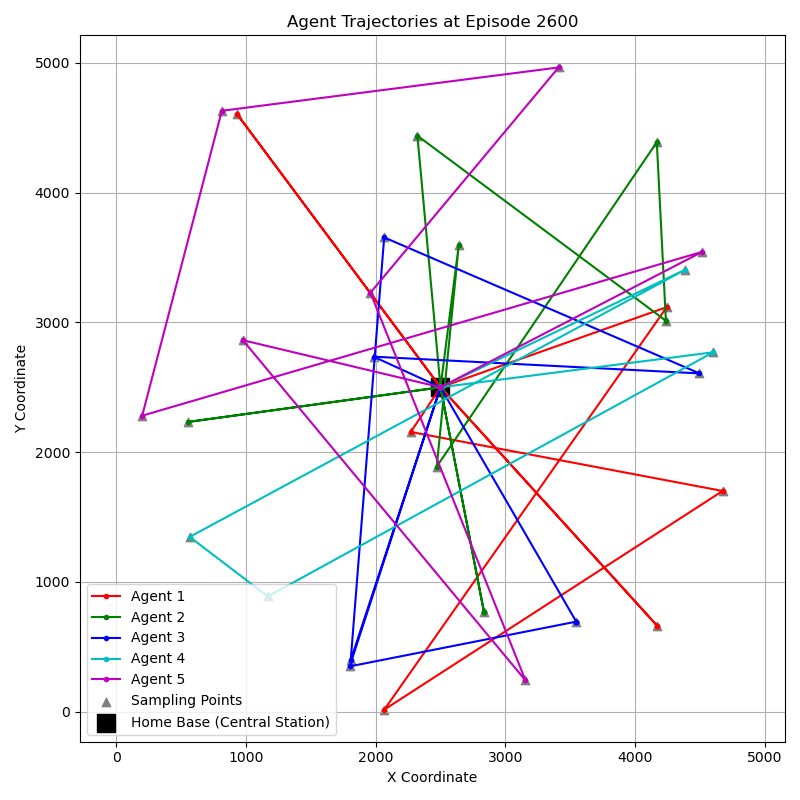 Agent Trajectories at Episode 2600
Y Coordinate
5000
4000
3000
2000
1000
0
Agent 1
Agent 2
Agent 3
Agent 4
Agent 5
Sampling Points
Home Base (Central Station)
0 1000 2000 3000 4000 5000
X Coordinate